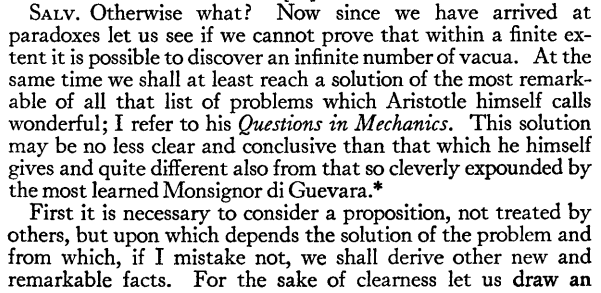 SALV. Otherwise what? Now since we have arrived at
paradoxes let us see if we cannot prove that within a finite ex-
tent it is possible to discover an infinite number of vacua. At the
same time we shall at least reach a solution of the most remark-
able of all that list of problems which Aristotle himself calls
wonderful; I refer to his Questions in Mechanics. This solution
may be no less clear and conclusive than that which he himself
gives and quite different also from that so cleverly expounded by
the most learned Monsignor di Guevara.*
First it is necessary to consider a proposition, not treated by
others, but upon which depends the solution of the problem and
from which, if I mistake not, we shall derive other new and
remarkable facts. For the sake of clearness let us draw an